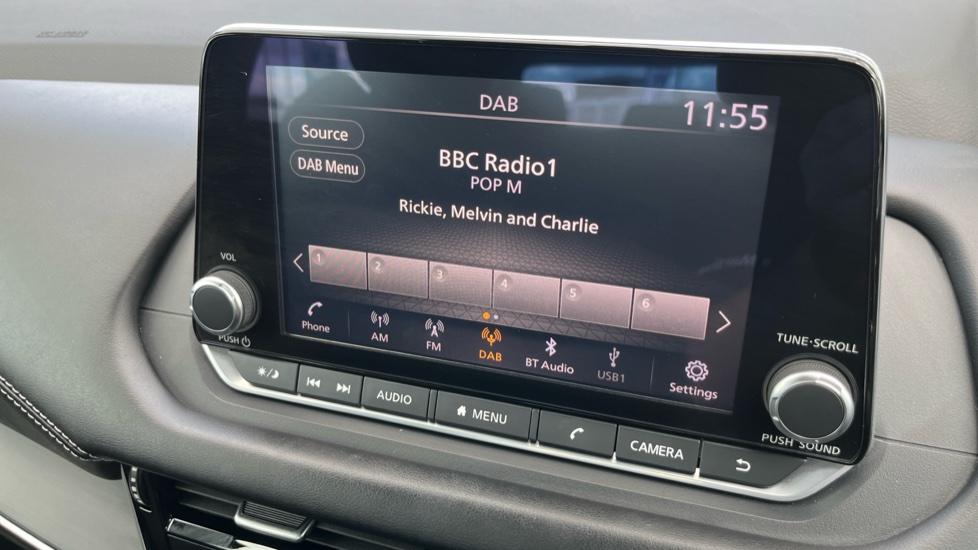 DAB
11:55
Source
DAB Menu
BBC Radio1
POP M
Rickie, Melvin and Charlie
1 2 3 4 5 6
Phone
AM
FM
DAB
BT Audio
USB1
Settings
VOL
PUSH
TUNE·SCROLL
PUSH SOUND
AUDIO
MENU
CAMERA